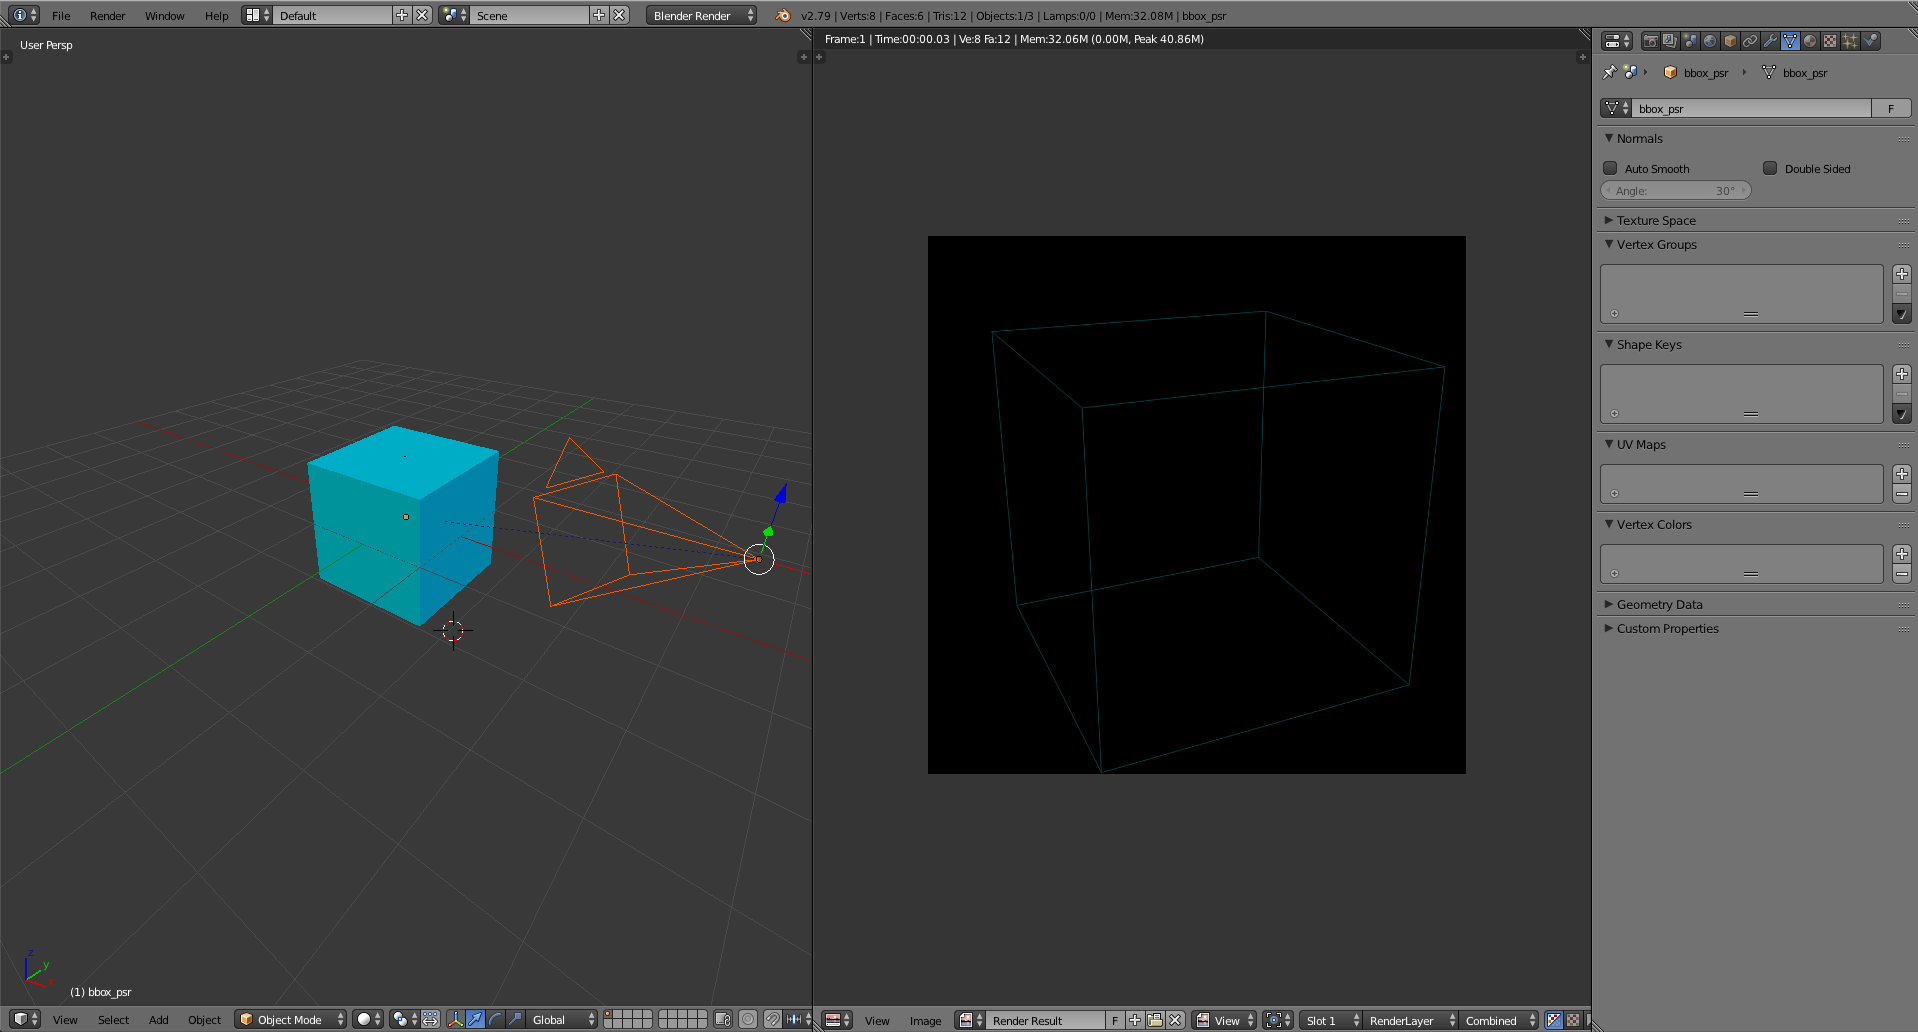 File Render Window Help Default Scene Blender Render v2.79 | Verts:8 | Faces:6 | Tris:12 | Objects:1/3 | Lamps:0/0 | Mem:32.08M | bbox_psr
User Persp
Frame:1 | Time:00:00.03 | Ve:8 Fa:12 | Mem:32.06M (0.00M, Peak 40.86M)
bbox_psr bbox_psr
bbox_psr F
Normals
Auto Smooth Double Sided
Angle: 30°
Texture Space
Vertex Groups
Shape Keys
UV Maps
Vertex Colors
Geometry Data
Custom Properties
z
y
x
(1) bbox_psr
View Select Add Object Object Mode Global
View Image Render Result F View Slot 1 RenderLayer Combined